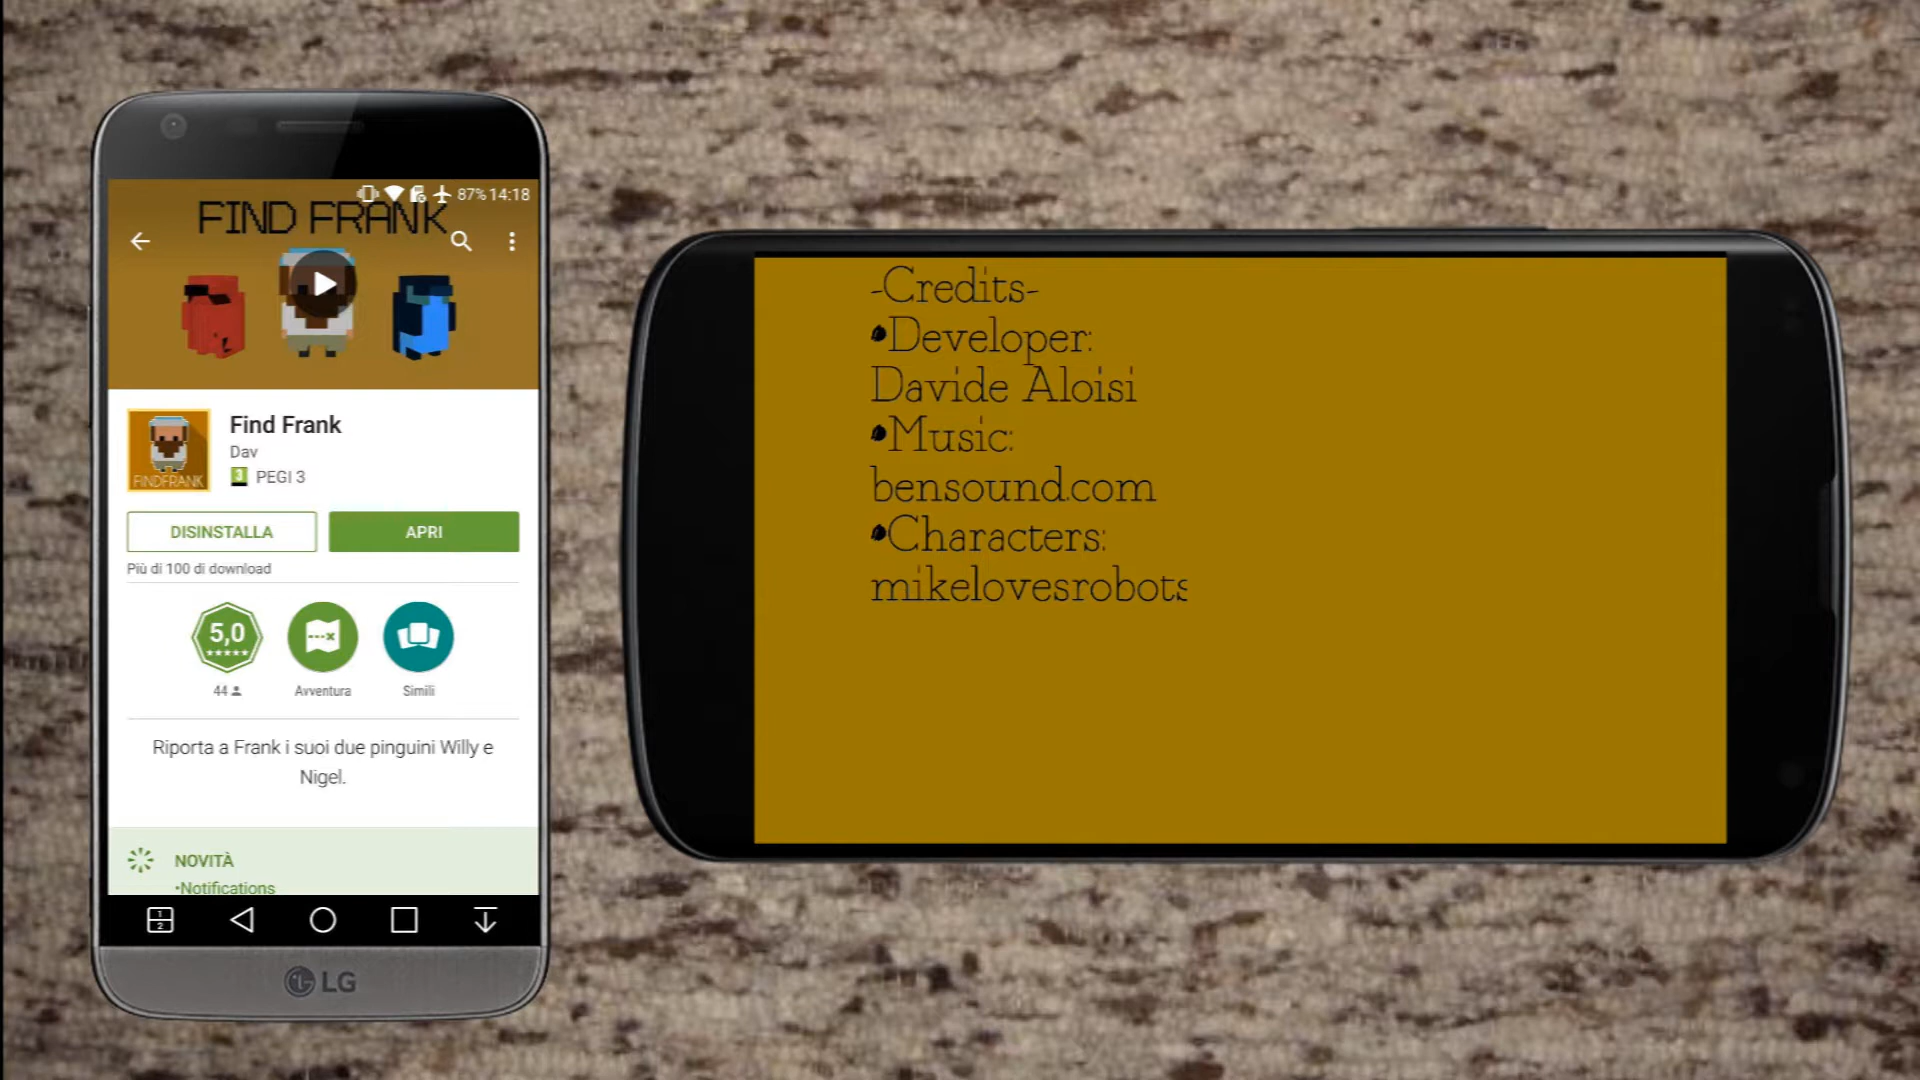 87% 14:18
FIND FRANK
FINDFRANK
Find Frank
Dav
3 PEGI 3
DISINSTALLA
APRI
Più di 100 di download
5,0
44
Avventura
Simili
Riporta a Frank i suoi due pinguini Willy e
Nigel.
NOVITÀ
•Notifications
1
2
LG
-Credits-
•Developer:
Davide Aloisi
•Music:
bensound.com
•Characters:
mikelovesrobots